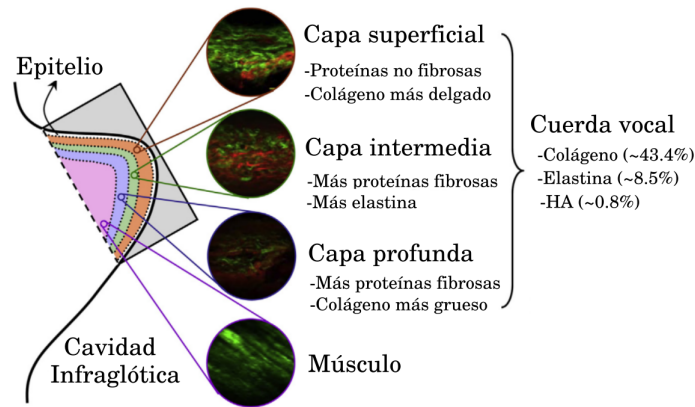 Epitelio
Capa superficial
-Proteínas no fibrosas
-Colágeno más delgado
Capa intermedia
-Más proteínas fibrosas
-Más elastina
Capa profunda
-Más proteínas fibrosas
-Colágeno más grueso
Músculo
Cuerda vocal
-Colágeno (~43.4%)
-Elastina (~8.5%)
-HA (~0.8%)
Cavidad
Infraglótica